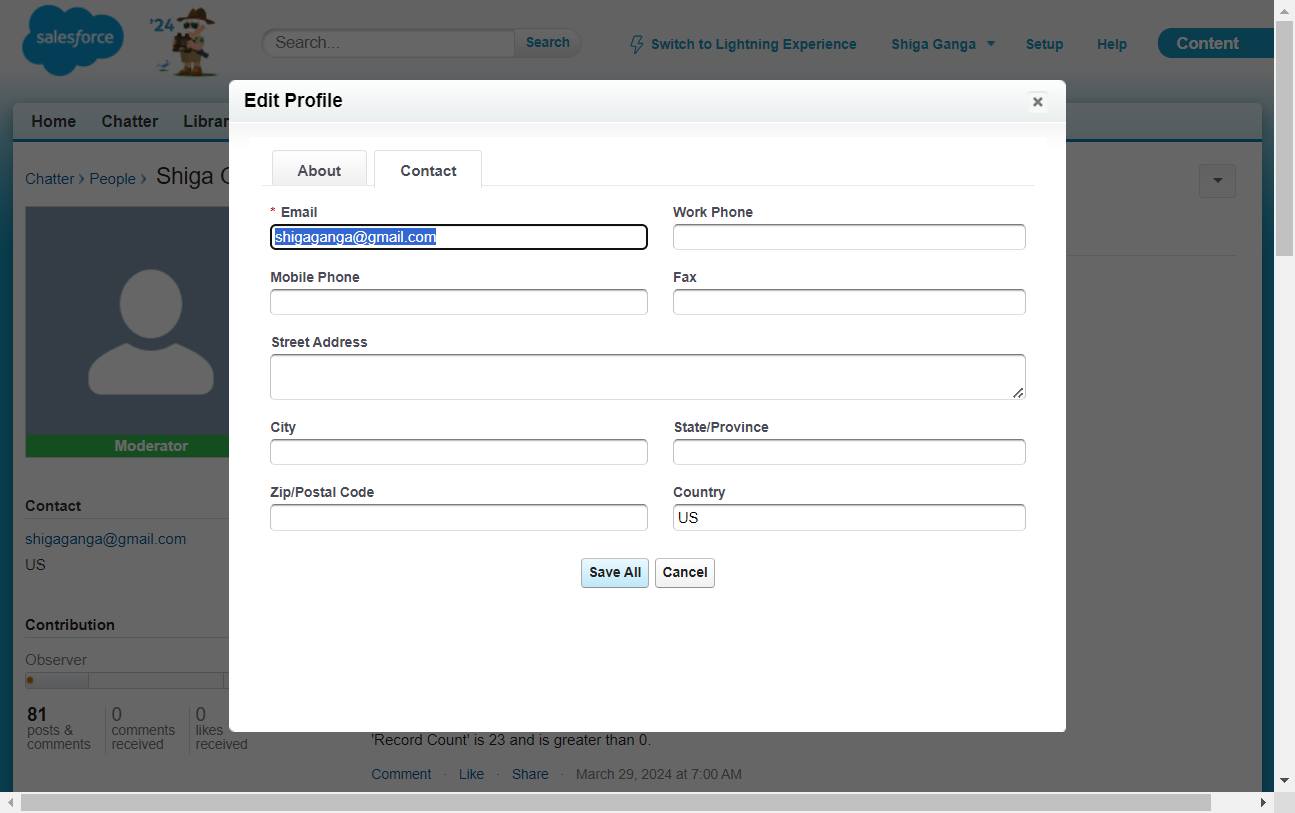 salesforce
'24
Search...
Search
Switch to Lightning Experience
Shiga Ganga
Setup
Help
Content
Home
Chatter
Librar
Chatter › People › Shiga G
Moderator
Contact
shigaganga@gmail.com
US
Contribution
Observer
81
posts &
comments
0
comments
received
0
likes
received
Edit Profile
About
Contact
* Email
Work Phone
shigaganga@gmail.com
Mobile Phone
Fax
Street Address
City
State/Province
Zip/Postal Code
Country
US
Save All
Cancel
'Record Count' is 23 and is greater than 0.
Comment · Like · Share · March 29, 2024 at 7:00 AM